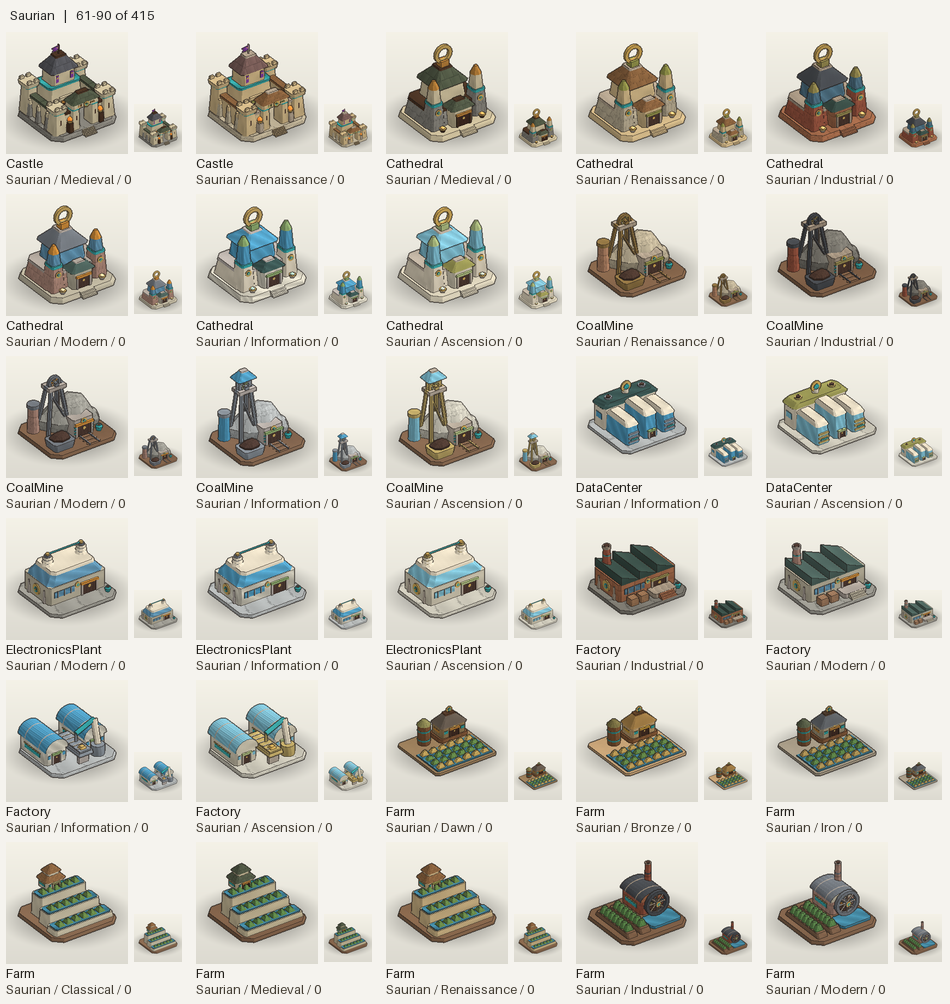 Saurian | 61-90 of 415
Castle
Saurian / Medieval / 0
Castle
Saurian / Renaissance / 0
Cathedral
Saurian / Medieval / 0
Cathedral
Saurian / Renaissance / 0
Cathedral
Saurian / Industrial / 0
Cathedral
Saurian / Modern / 0
Cathedral
Saurian / Information / 0
Cathedral
Saurian / Ascension / 0
CoalMine
Saurian / Renaissance / 0
CoalMine
Saurian / Industrial / 0
CoalMine
Saurian / Modern / 0
CoalMine
Saurian / Information / 0
CoalMine
Saurian / Ascension / 0
DataCenter
Saurian / Information / 0
DataCenter
Saurian / Ascension / 0
ElectronicsPlant
Saurian / Modern / 0
ElectronicsPlant
Saurian / Information / 0
ElectronicsPlant
Saurian / Ascension / 0
Factory
Saurian / Industrial / 0
Factory
Saurian / Modern / 0
Factory
Saurian / Information / 0
Factory
Saurian / Ascension / 0
Farm
Saurian / Dawn / 0
Farm
Saurian / Bronze / 0
Farm
Saurian / Iron / 0
Farm
Saurian / Classical / 0
Farm
Saurian / Medieval / 0
Farm
Saurian / Renaissance / 0
Farm
Saurian / Industrial / 0
Farm
Saurian / Modern / 0